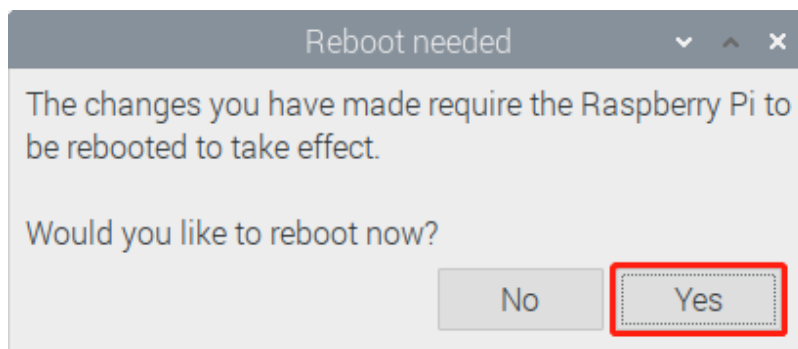 Reboot needed
The changes you have made require the Raspberry Pi to
be rebooted to take effect.
Would you like to reboot now?
No Yes